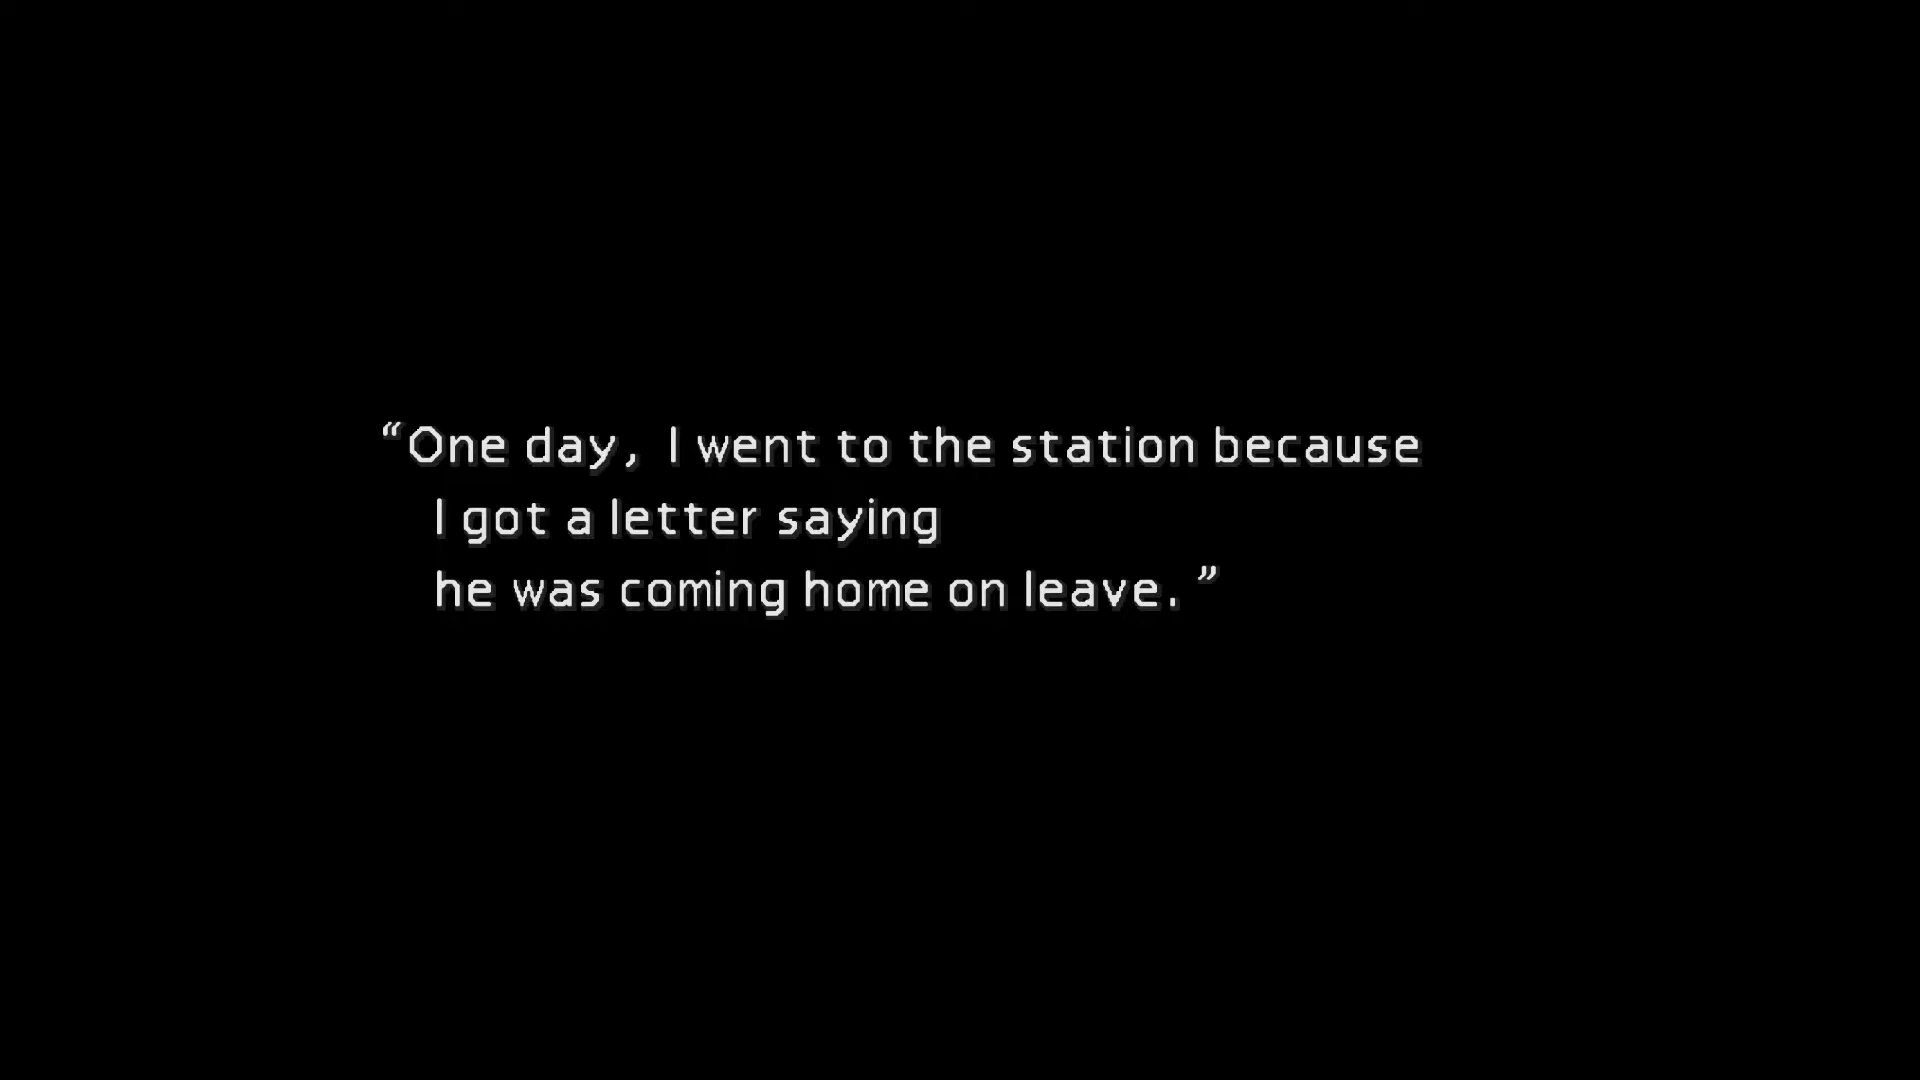 “One day, I went to the station because
I got a letter saying
he was coming home on leave.”